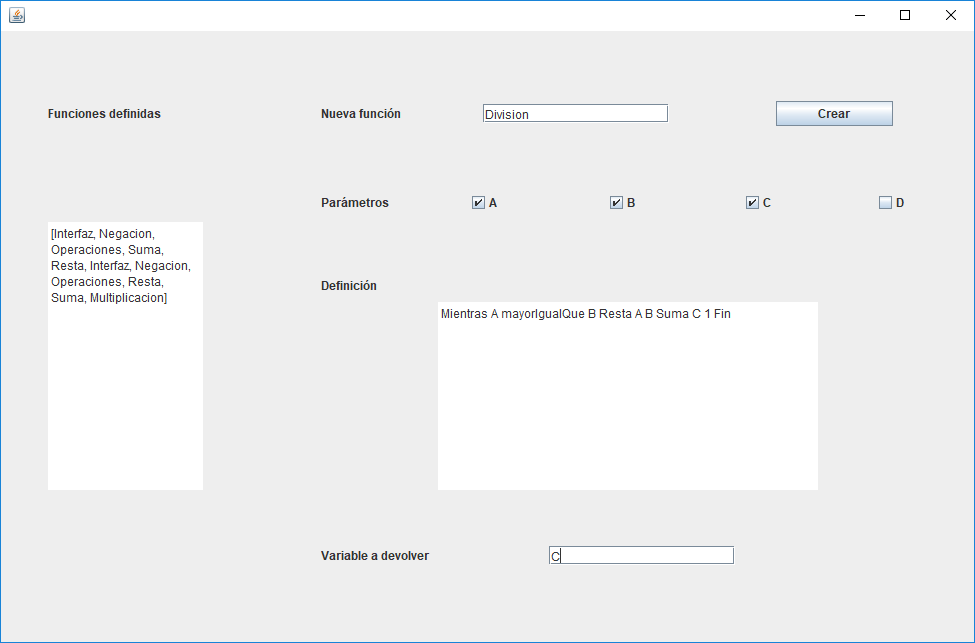 Funciones definidas
Nueva función
Division
Crear
Parámetros
A
B
C
D
[Interfaz, Negacion,
Operaciones, Suma,
Resta, Interfaz, Negacion,
Operaciones, Resta,
Suma, Multiplicacion]
Definición
Mientras A mayorIgualQue B Resta A B Suma C 1 Fin
Variable a devolver
C